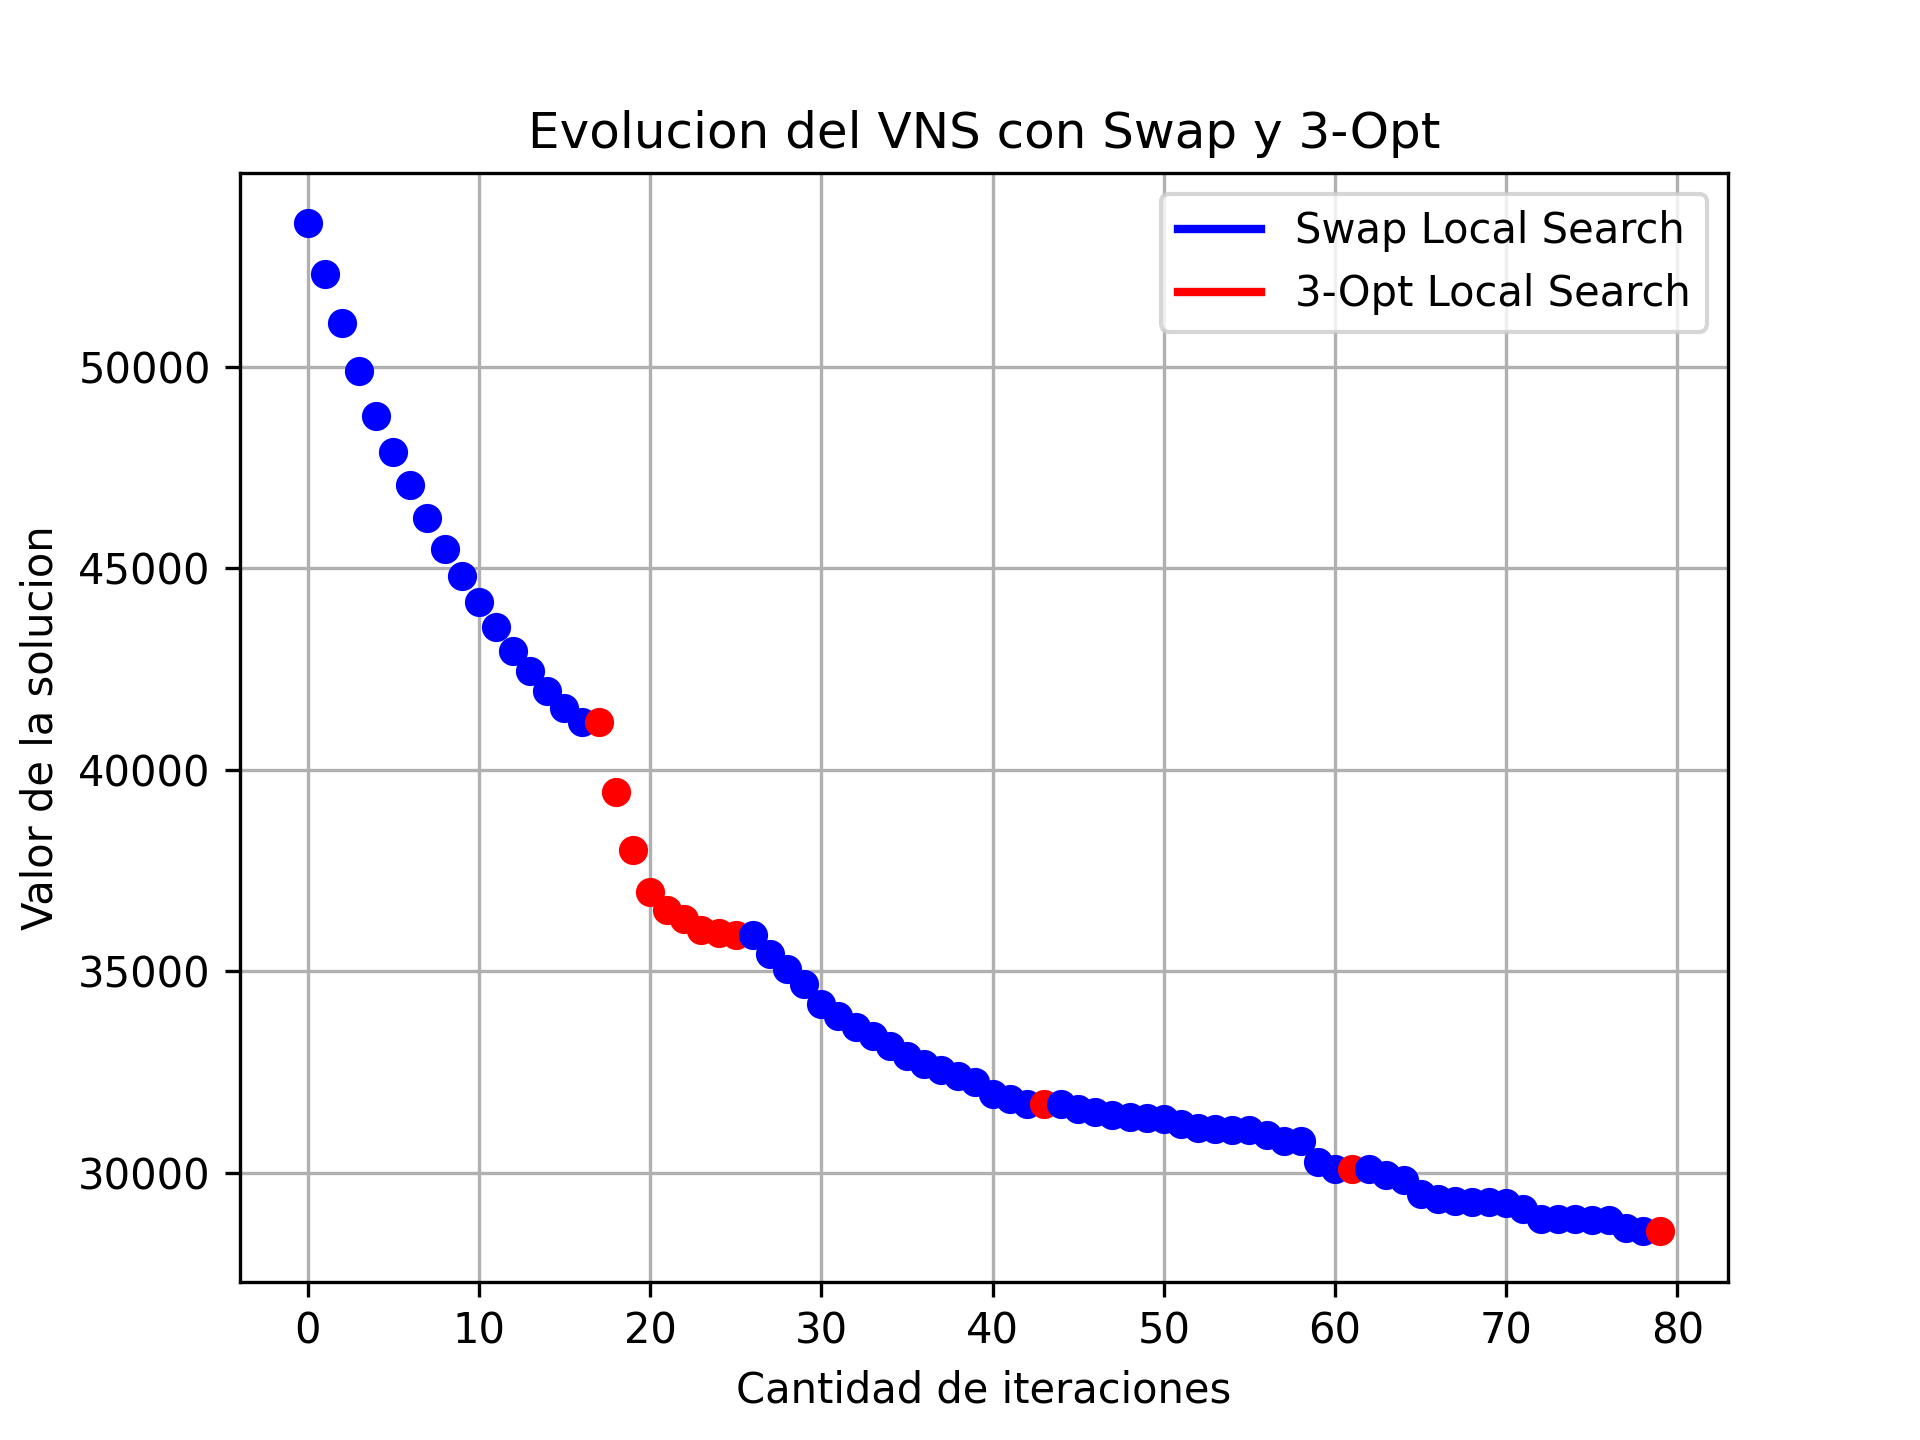 Evolucion del VNS con Swap y 3-Opt
Swap Local Search
3-Opt Local Search
Valor de la solucion
50000
45000
40000
35000
30000
0 10 20 30 40 50 60 70 80
Cantidad de iteraciones